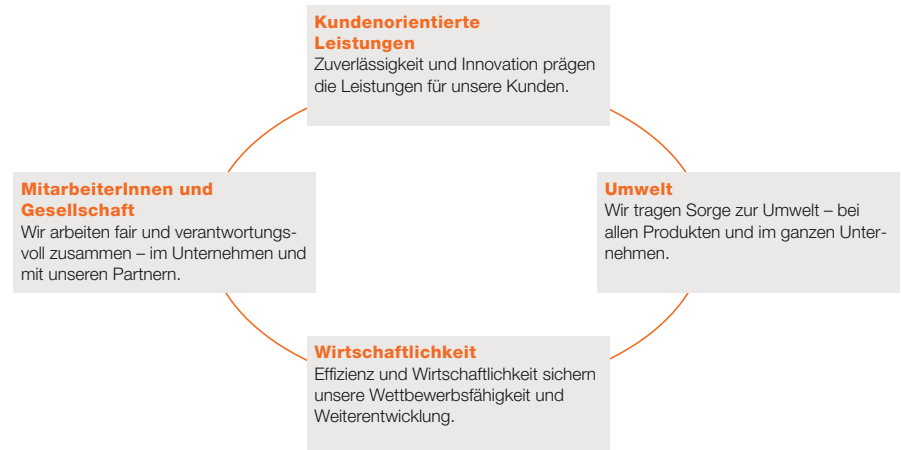 Kundenorientierte
Leistungen
Zuverlässigkeit und Innovation prägen
die Leistungen für unsere Kunden.
MitarbeiterInnen und
Gesellschaft
Wir arbeiten fair und verantwortungs-
voll zusammen – im Unternehmen und
mit unseren Partnern.
Umwelt
Wir tragen Sorge zur Umwelt – bei
allen Produkten und im ganzen Unter-
nehmen.
Wirtschaftlichkeit
Effizienz und Wirtschaftlichkeit sichern
unsere Wettbewerbsfähigkeit und
Weiterentwicklung.